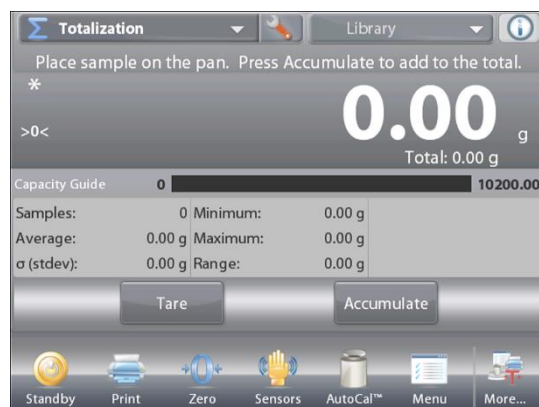 Σ Totalization Library i
Place sample on the pan. Press Accumulate to add to the total.
*
>0<
0.00 g
Total: 0.00 g
Capacity Guide 0 10200.00
Samples: 0 Minimum: 0.00 g
Average: 0.00 g Maximum: 0.00 g
σ (stdev): 0.00 g Range: 0.00 g
Tare Accumulate
Standby Print Zero Sensors AutoCal™ Menu More...